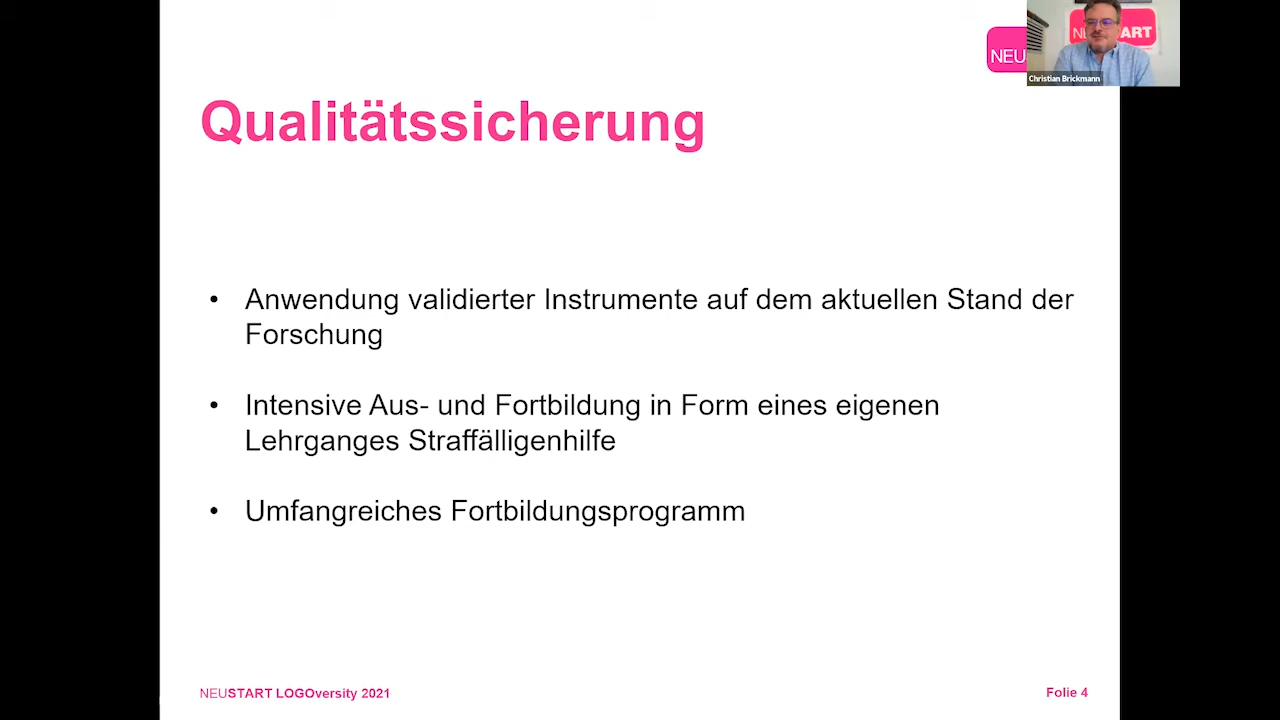 NEU
NEUSTART
Christian Brickmann
Qualitätssicherung
• Anwendung validierter Instrumente auf dem aktuellen Stand der
Forschung
• Intensive Aus- und Fortbildung in Form eines eigenen
Lehrganges Straffälligenhilfe
• Umfangreiches Fortbildungsprogramm
NEUSTART LOGOversity 2021
Folie 4